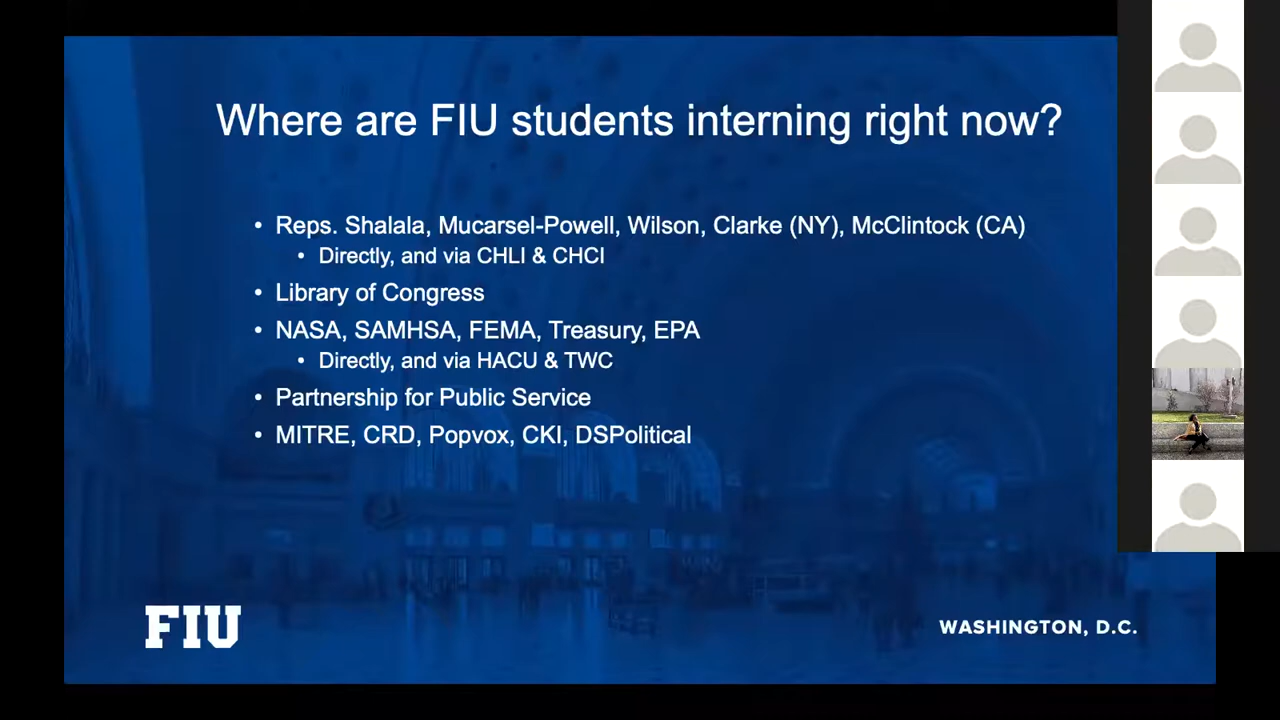 Where are FIU students interning right now?
• Reps. Shalala, Mucarsel-Powell, Wilson, Clarke (NY), McClintock (CA)
• Directly, and via CHLI & CHCI
• Library of Congress
• NASA, SAMHSA, FEMA, Treasury, EPA
• Directly, and via HACU & TWC
• Partnership for Public Service
• MITRE, CRD, Popvox, CKI, DSPolitical
FIU
WASHINGTON, D.C.